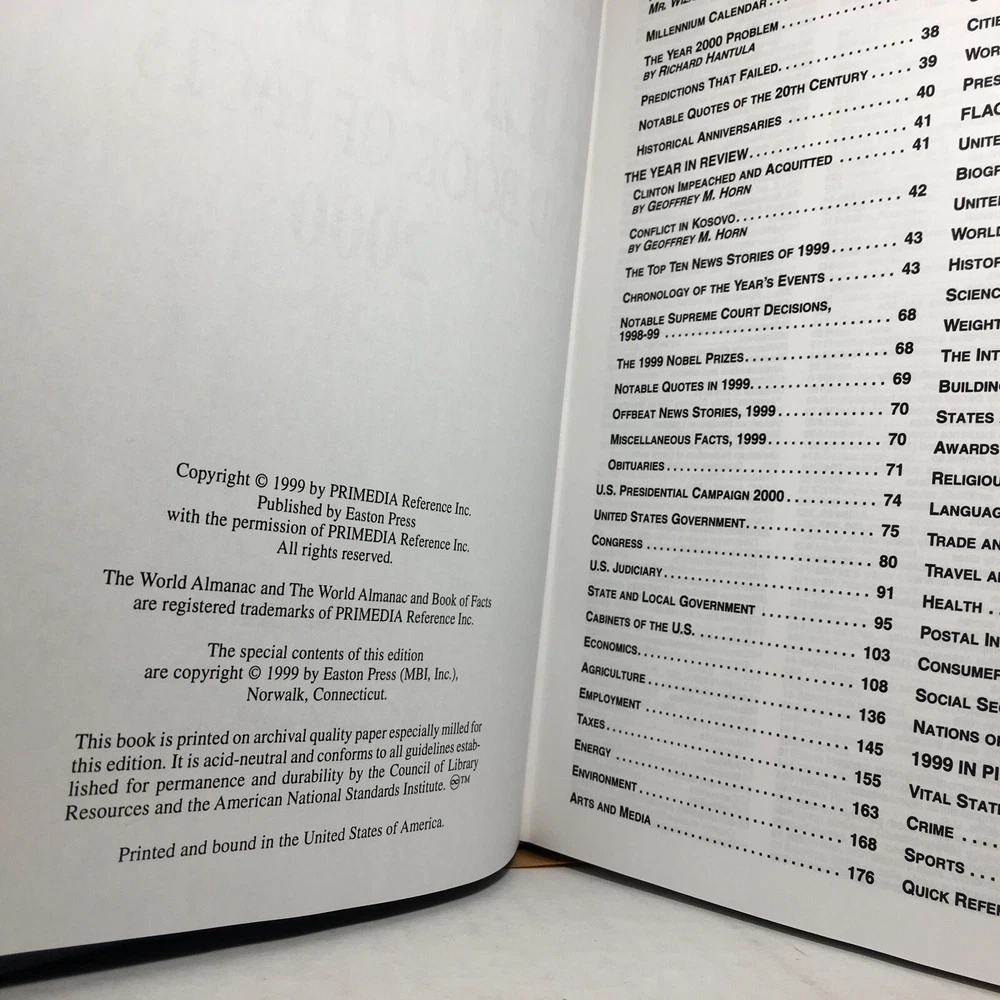 Copyright © 1999 by PRIMEDIA Reference Inc.
Published by Easton Press
with the permission of PRIMEDIA Reference Inc.
All rights reserved.
The World Almanac and The World Almanac and Book of Facts
are registered trademarks of PRIMEDIA Reference Inc.
The special contents of this edition
are copyright © 1999 by Easton Press (MBI, Inc.),
Norwalk, Connecticut.
This book is printed on archival quality paper especially milled for
this edition. It is acid-neutral and conforms to all guidelines estab-
lished for permanence and durability by the Council of Library
Resources and the American National Standards Institute. ♾™
Printed and bound in the United States of America.
MR.
MILLENNIUM CALENDAR . .
THE YEAR 2000 PROBLEM . . . . . . . . . .
BY RICHARD HANTULA
PREDICTIONS THAT FAILED. . . . . . . . . . . . . . 38
NOTABLE QUOTES OF THE 20TH CENTURY . . . . . 39
HISTORICAL ANNIVERSARIES . . . . . . . . . . . . . 40
THE YEAR IN REVIEW. . . . . . . . . . . . . . . . . 41
CLINTON IMPEACHED AND ACQUITTED . . . . . . . . 41
BY GEOFFREY M. HORN
CONFLICT IN KOSOVO. . . . . . . . . . . . . . . . . 42
BY GEOFFREY M. HORN
THE TOP TEN NEWS STORIES OF 1999 . . . . . . . . 43
CHRONOLOGY OF THE YEAR'S EVENTS . . . . . . . . 43
NOTABLE SUPREME COURT DECISIONS,
1998-99 . . . . . . . . . . . . . . . . . . . . . . . 68
THE 1999 NOBEL PRIZES. . . . . . . . . . . . . . . 68
NOTABLE QUOTES IN 1999. . . . . . . . . . . . . . 69
OFFBEAT NEWS STORIES, 1999 . . . . . . . . . . . 70
MISCELLANEOUS FACTS, 1999. . . . . . . . . . . . 70
OBITUARIES . . . . . . . . . . . . . . . . . . . . . 71
U.S. PRESIDENTIAL CAMPAIGN 2000 . . . . . . . . . 74
UNITED STATES GOVERNMENT. . . . . . . . . . . . . 75
CONGRESS . . . . . . . . . . . . . . . . . . . . . . 80
U.S. JUDICIARY . . . . . . . . . . . . . . . . . . . 91
STATE AND LOCAL GOVERNMENT . . . . . . . . . . . 95
CABINETS OF THE U.S. . . . . . . . . . . . . . . . 103
ECONOMICS. . . . . . . . . . . . . . . . . . . . . . 108
AGRICULTURE . . . . . . . . . . . . . . . . . . . . 136
EMPLOYMENT . . . . . . . . . . . . . . . . . . . . . 145
TAXES . . . . . . . . . . . . . . . . . . . . . . . . 155
ENERGY . . . . . . . . . . . . . . . . . . . . . . . 163
ENVIRONMENT . . . . . . . . . . . . . . . . . . . . 168
ARTS AND MEDIA . . . . . . . . . . . . . . . . . . . 176
CITIE
WOR
PRES
FLAG
UNITE
BIOGR
UNITE
WORLD
HISTOR
SCIENC
WEIGHT
THE INT
BUILDIN
STATES
AWARDS
RELIGIOU
LANGUAG
TRADE AN
TRAVEL A
HEALTH . .
POSTAL IN
CONSUMER
SOCIAL SE
NATIONS O
1999 IN PI
VITAL STATI
CRIME . . . .
SPORTS . . .
QUICK REFER